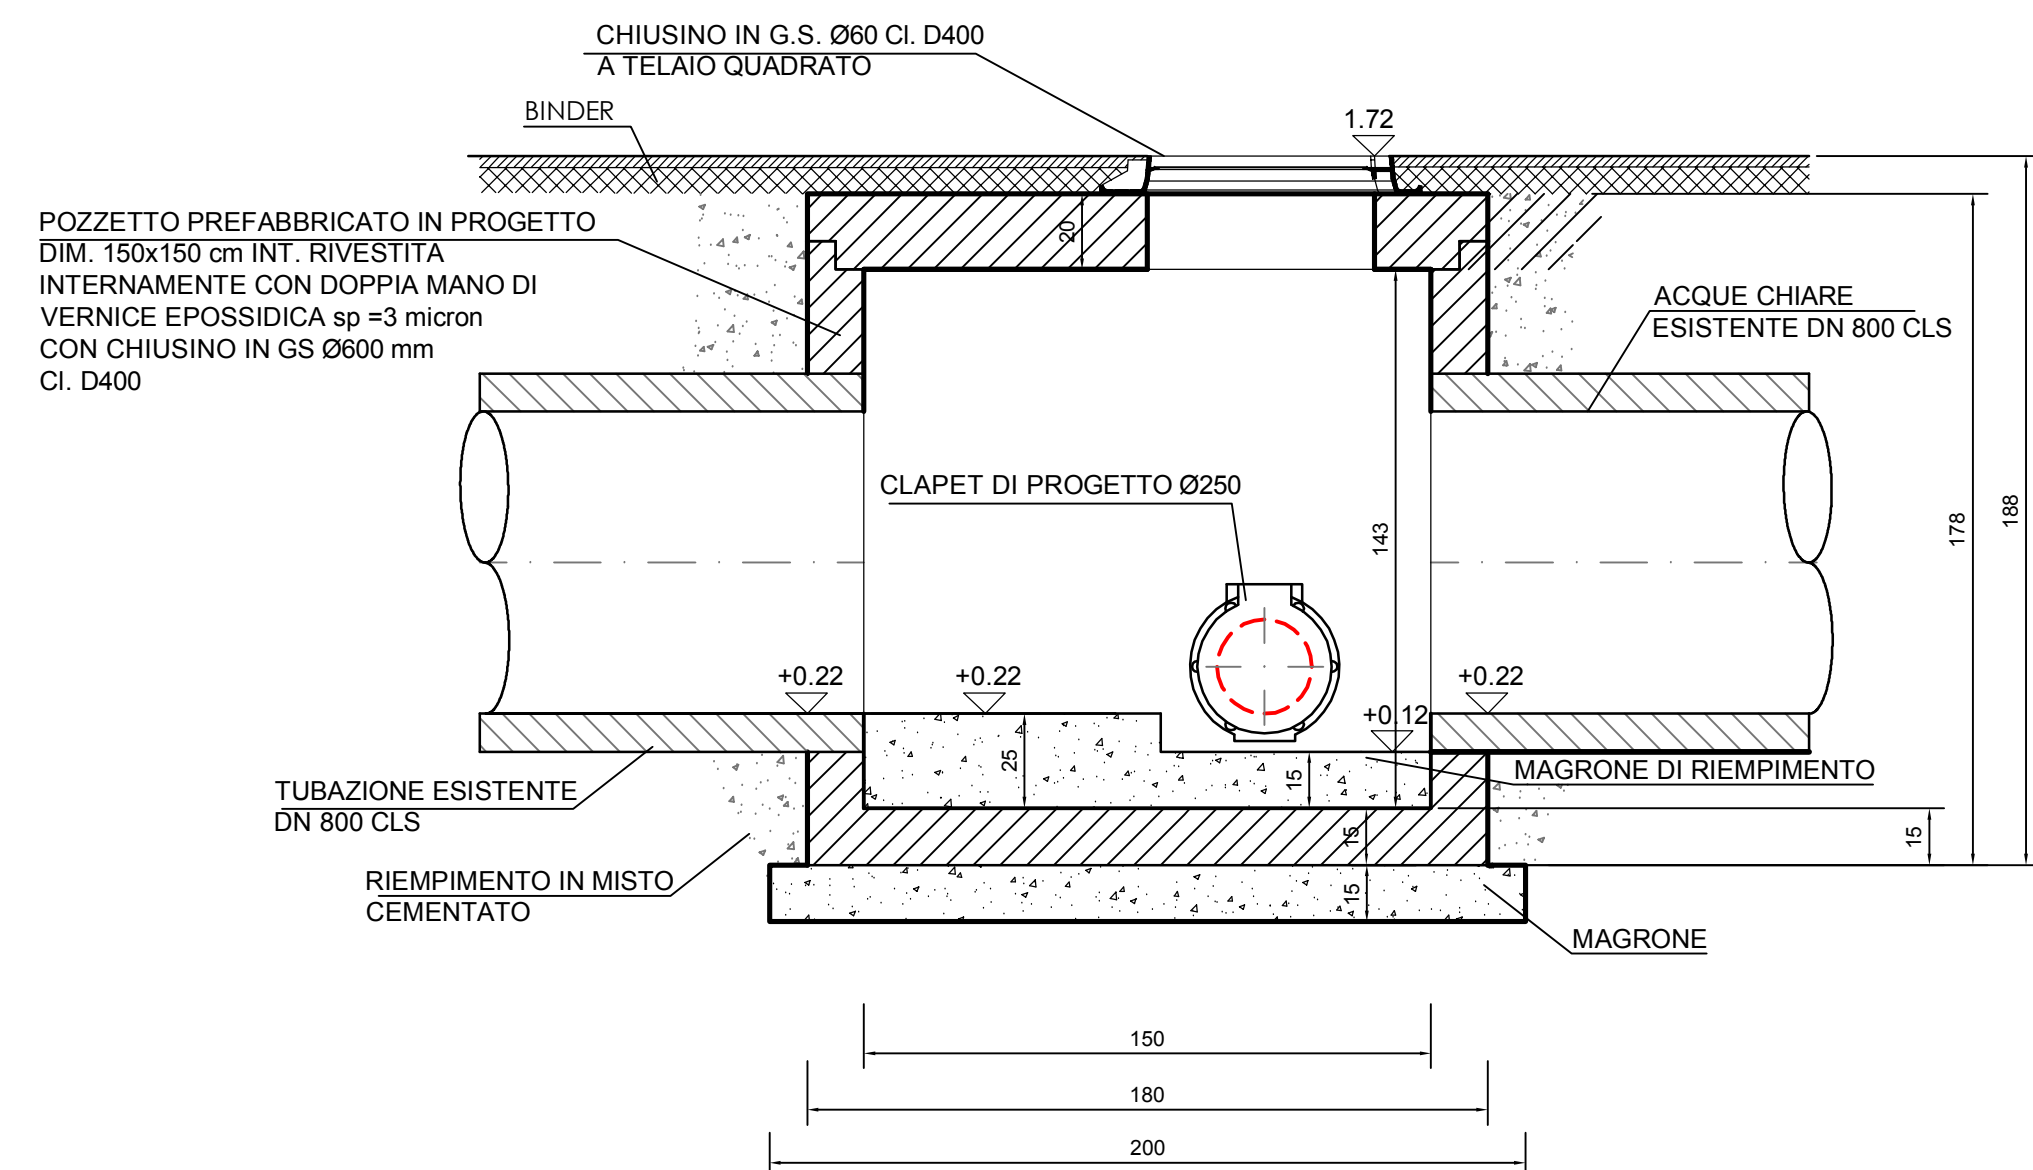 CHIUSINO IN G.S. Ø60 Cl. D400
A TELAIO QUADRATO
BINDER
1.72
POZZETTO PREFABBRICATO IN PROGETTO
DIM. 150x150 cm INT. RIVESTITA
INTERNAMENTE CON DOPPIA MANO DI
VERNICE EPOSSIDICA sp =3 micron
CON CHIUSINO IN GS Ø600 mm
Cl. D400
20
ACQUE CHIARE
ESISTENTE DN 800 CLS
CLAPET DI PROGETTO Ø250
143
178
188
+0.22
+0.22
+0.22
+0.12
25
15
MAGRONE DI RIEMPIMENTO
TUBAZIONE ESISTENTE
DN 800 CLS
15
15
RIEMPIMENTO IN MISTO
CEMENTATO
15
MAGRONE
150
180
200